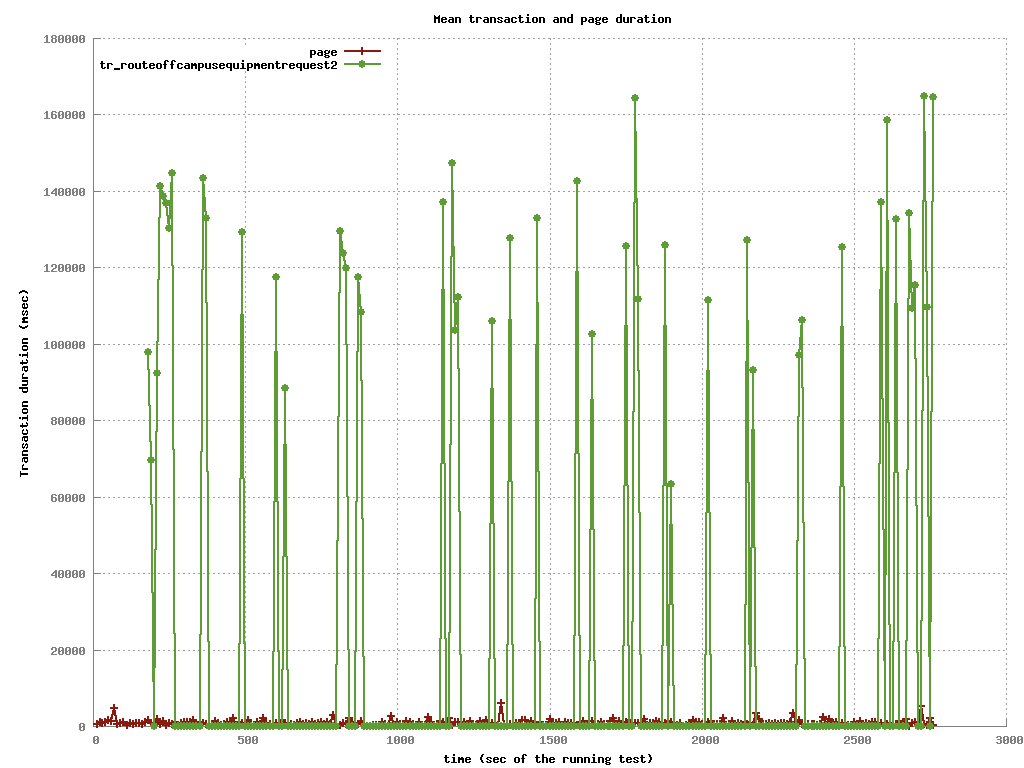 Mean transaction and page duration
180000
160000
140000
120000
100000
80000
60000
40000
20000
0
page
tr_routeoffcampusequipmentrequest2
Transaction duration (msec)
0 500 1000 1500 2000 2500 3000
time (sec of the running test)